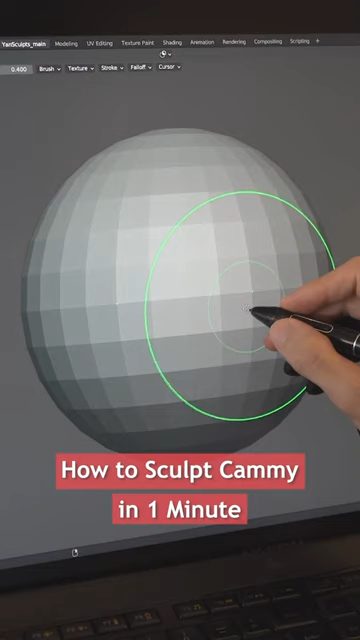 YanSculpts_main Modeling UV Editing Texture Paint Shading Animation Rendering Compositing Scripting +
0.400 Brush Texture Stroke Falloff Cursor
How to Sculpt Cammy
in 1 Minute